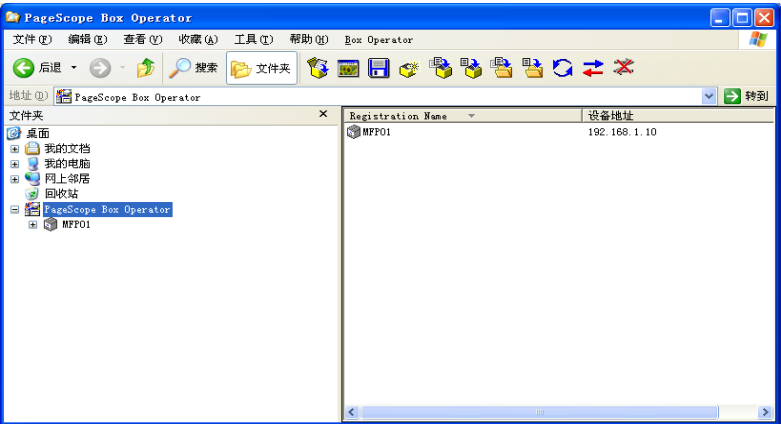 PageScope Box Operator
文件(F) 编辑(E) 查看(V) 收藏(A) 工具(T) 帮助(H) Box Operator
后退 搜索 文件夹
地址(D) PageScope Box Operator 转到
文件夹 Registration Name 设备地址
桌面 MFP01 192.168.1.10
我的文档
我的电脑
网上邻居
回收站
PageScope Box Operator
MFP01